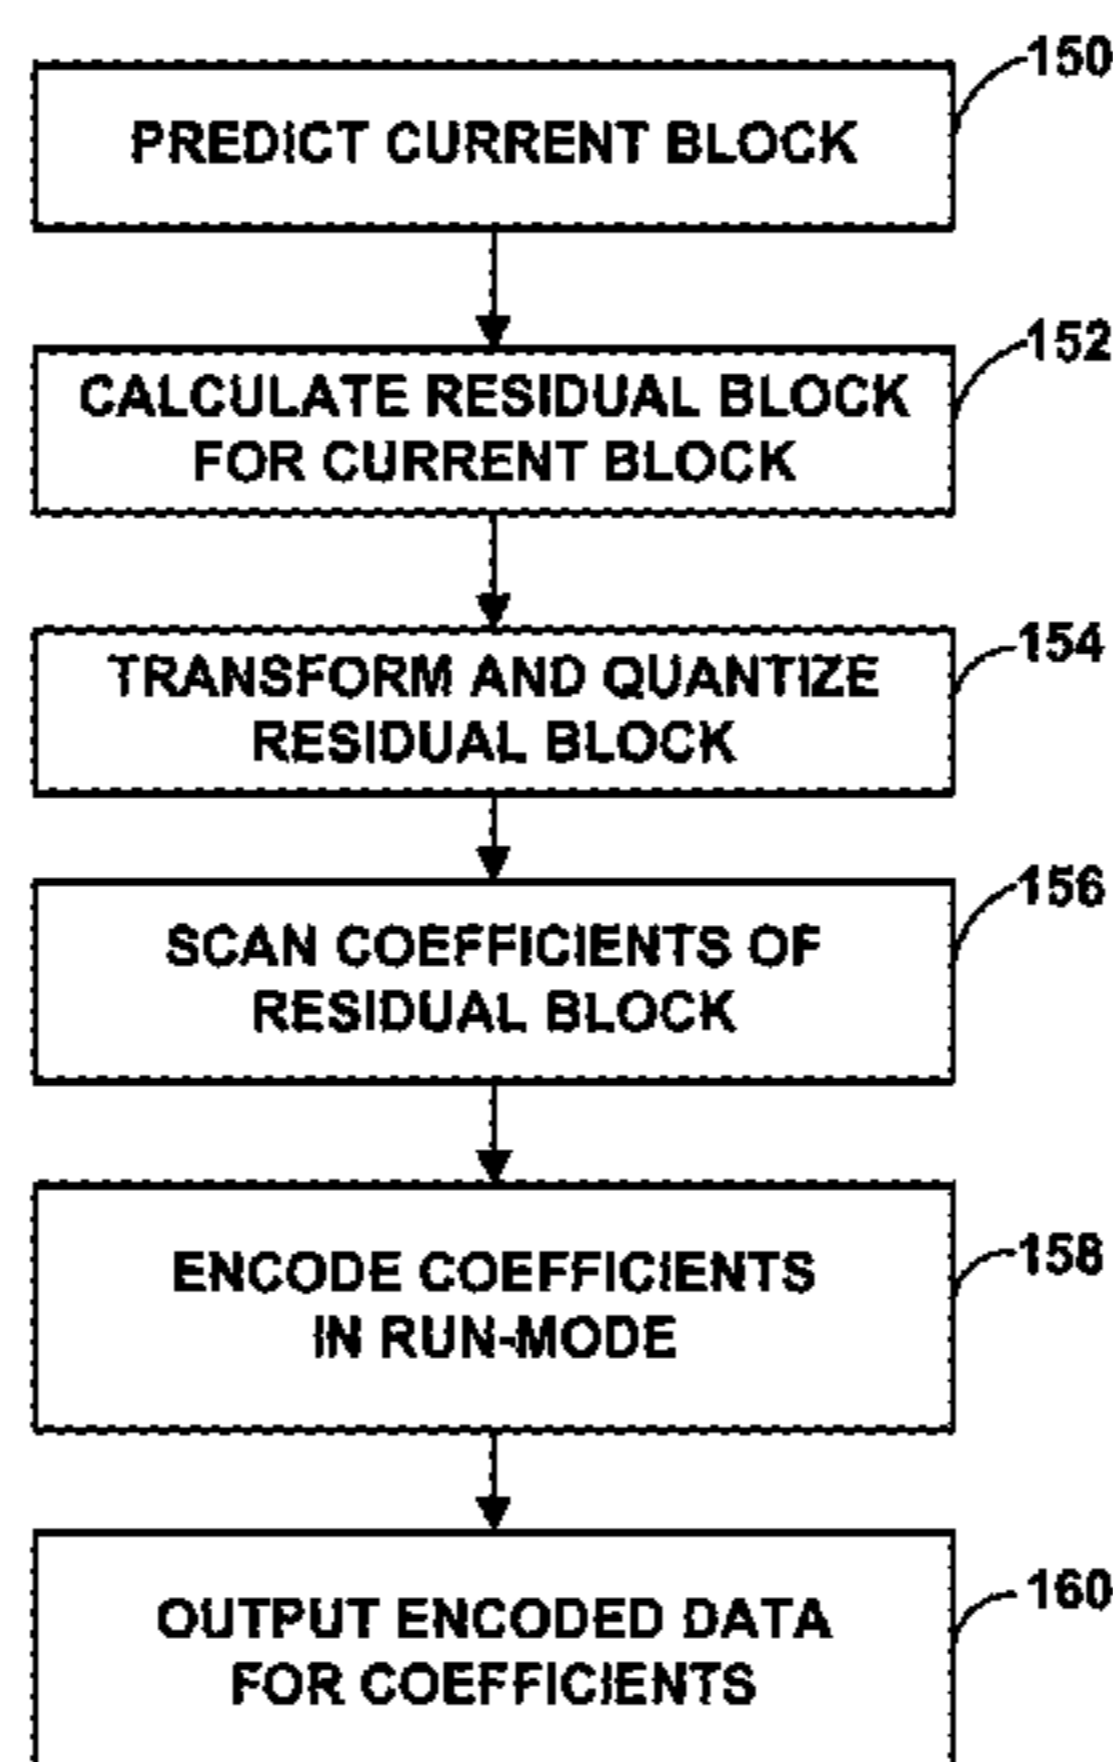 150
PREDICT CURRENT BLOCK
152
CALCULATE RESIDUAL BLOCK
FOR CURRENT BLOCK
154
TRANSFORM AND QUANTIZE
RESIDUAL BLOCK
156
SCAN COEFFICIENTS OF
RESIDUAL BLOCK
158
ENCODE COEFFICIENTS
IN RUN-MODE
160
OUTPUT ENCODED DATA
FOR COEFFICIENTS